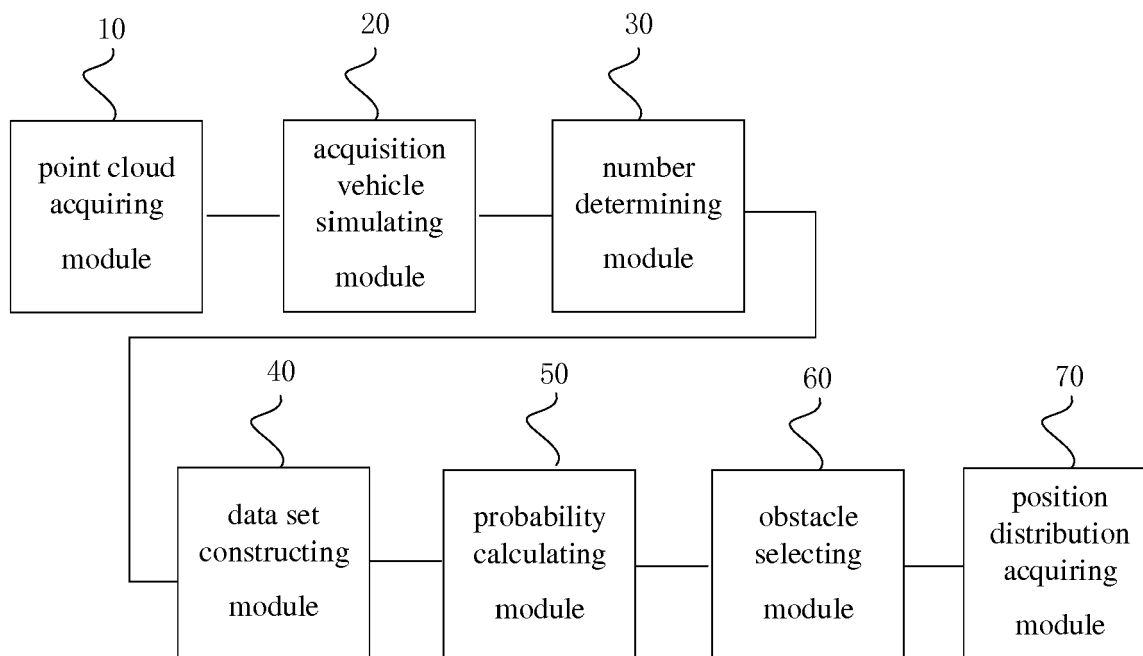 10
20
30
point cloud
acquiring
module
acquisition
vehicle
simulating
module
number
determining
module
40
50
60
70
data set
constructing
module
probability
calculating
module
obstacle
selecting
module
position
distribution
acquiring
module